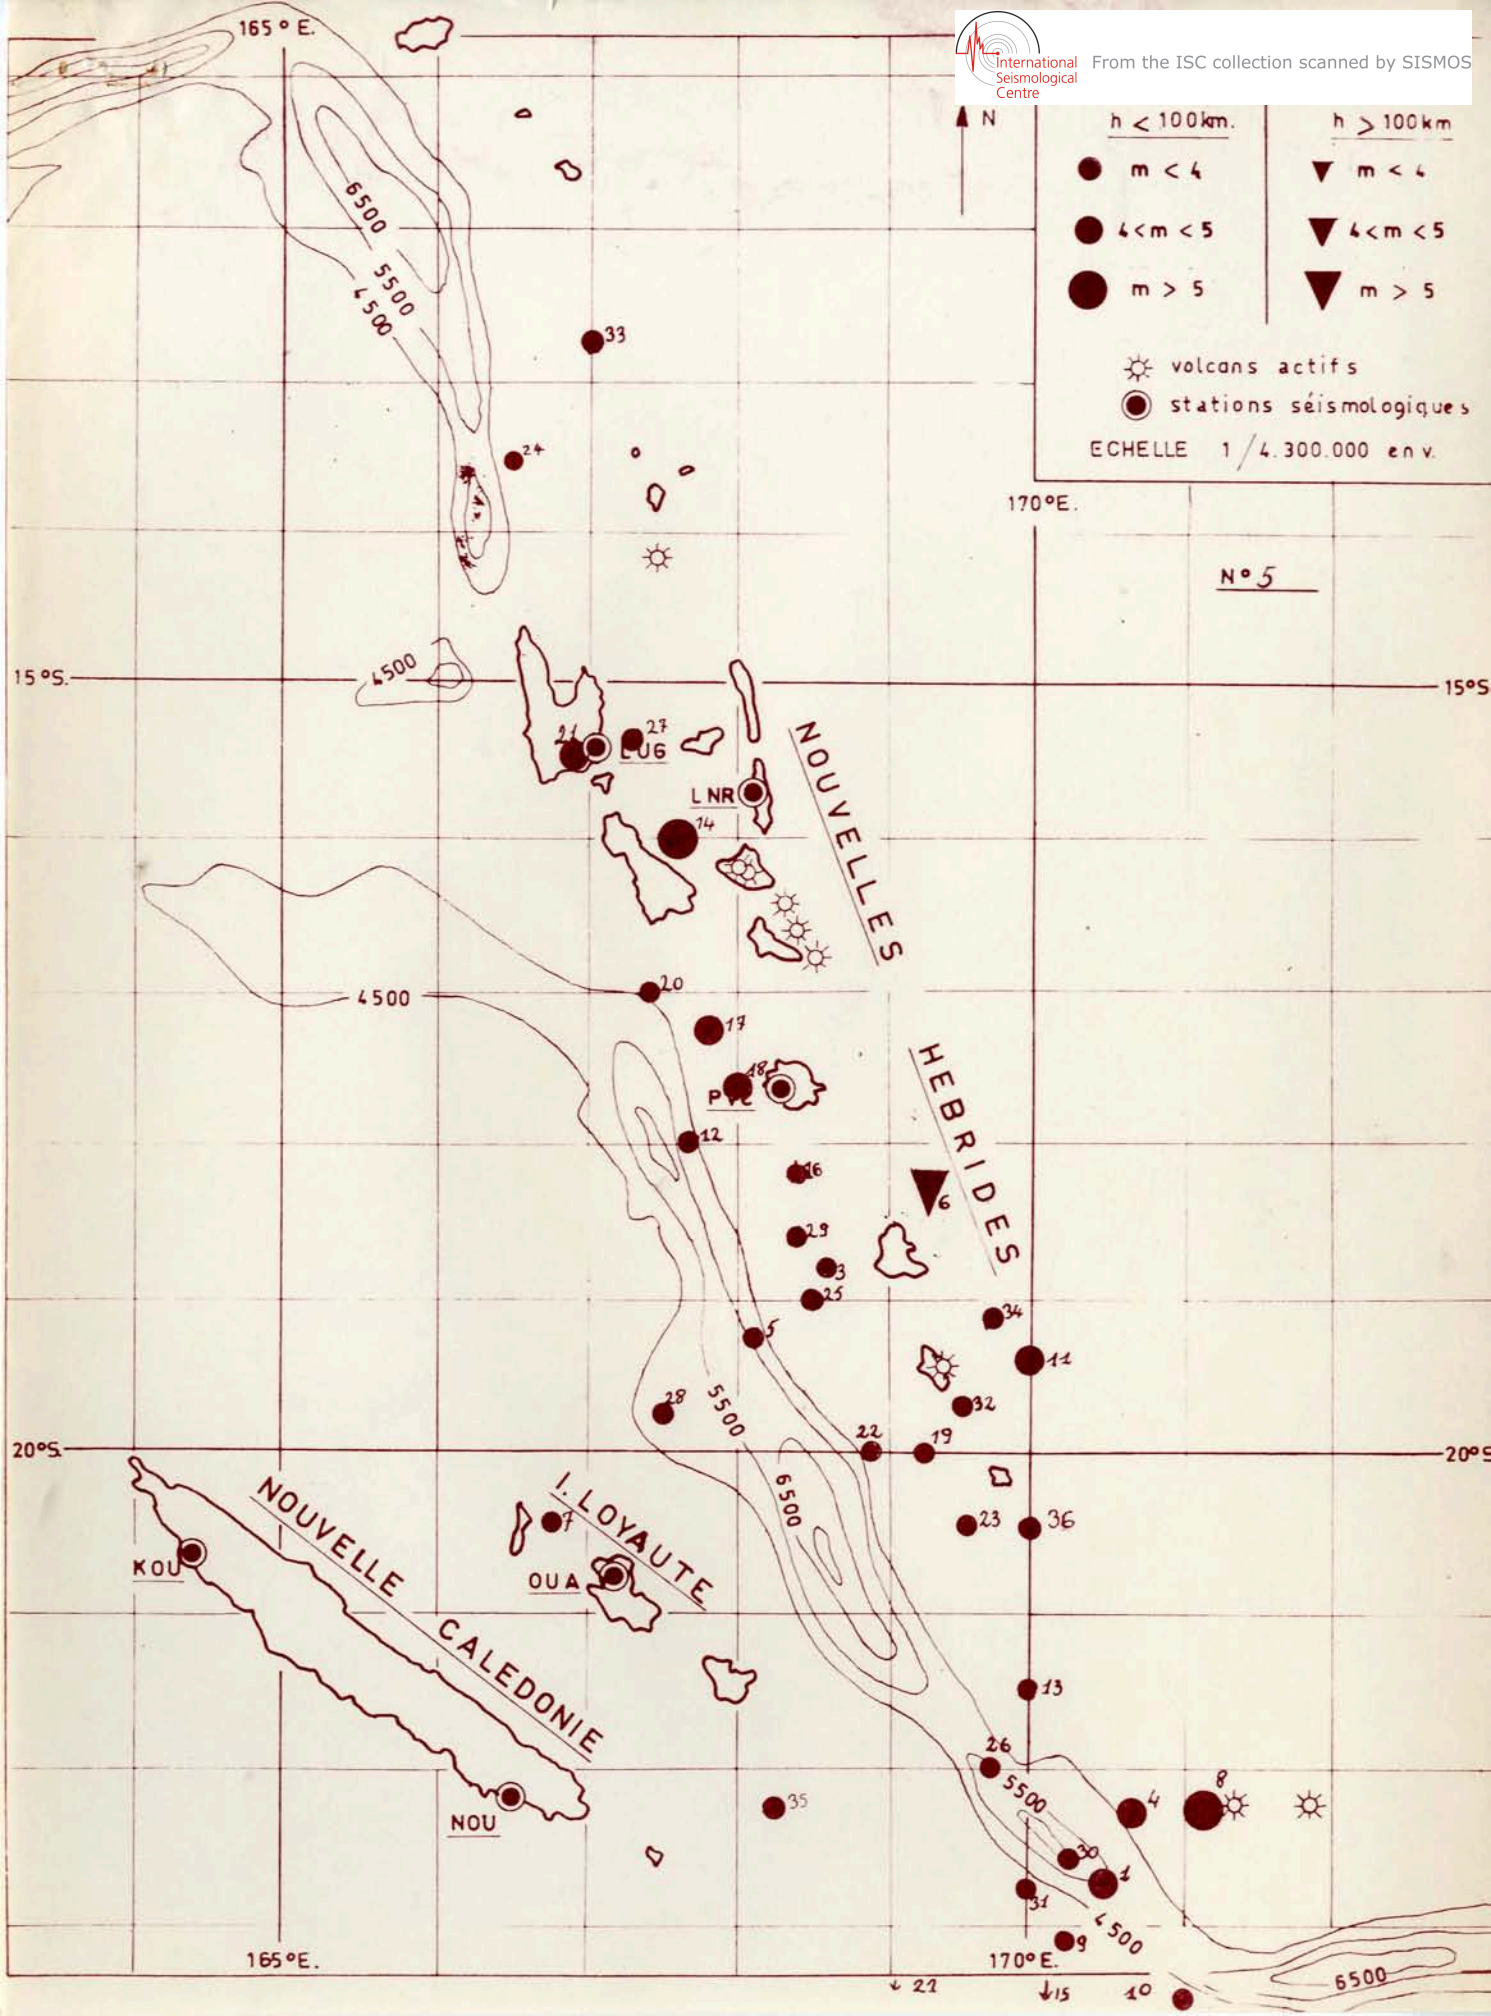 165° E.
International
Seismological
Centre
From the ISC collection scanned by SISMOS
N
h < 100km.
h > 100km
m < 4
m < 4
4<m < 5
4<m < 5
m > 5
m > 5
volcans actifs
stations séismologiques
ECHELLE 1/4.300.000 env.
6500
5500
4500
33
24
170°E.
N° 5
15°S.
4500
15°S
21
27
LUG
LNR
14
NOUVELLES
4500
20
17
18
PVC
HEBRIDES
12
16
6
29
3
25
34
5
11
28
5500
32
22
19
20°S.
20°S
6500
NOUVELLE CALEDONIE
I. LOYAUTE
7
23
36
KOU
OUA
13
26
5500
4
8
35
NOU
30
1
31
4500
9
165°E.
170°E.
6500
↓ 21
↓15
10